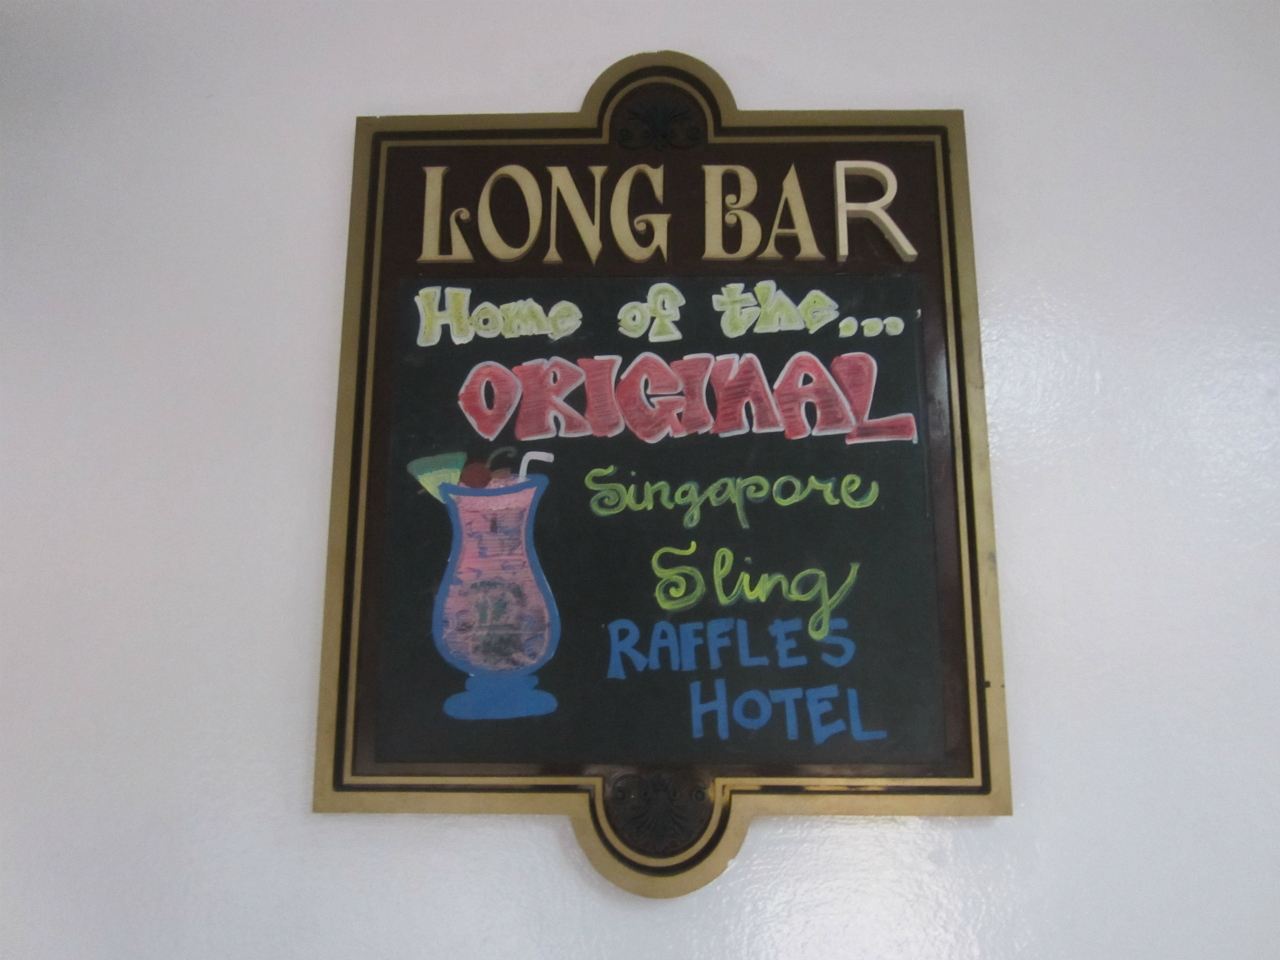 LONG BAR
Home of the...
ORIGINAL
Singapore
Sling
RAFFLES
HOTEL